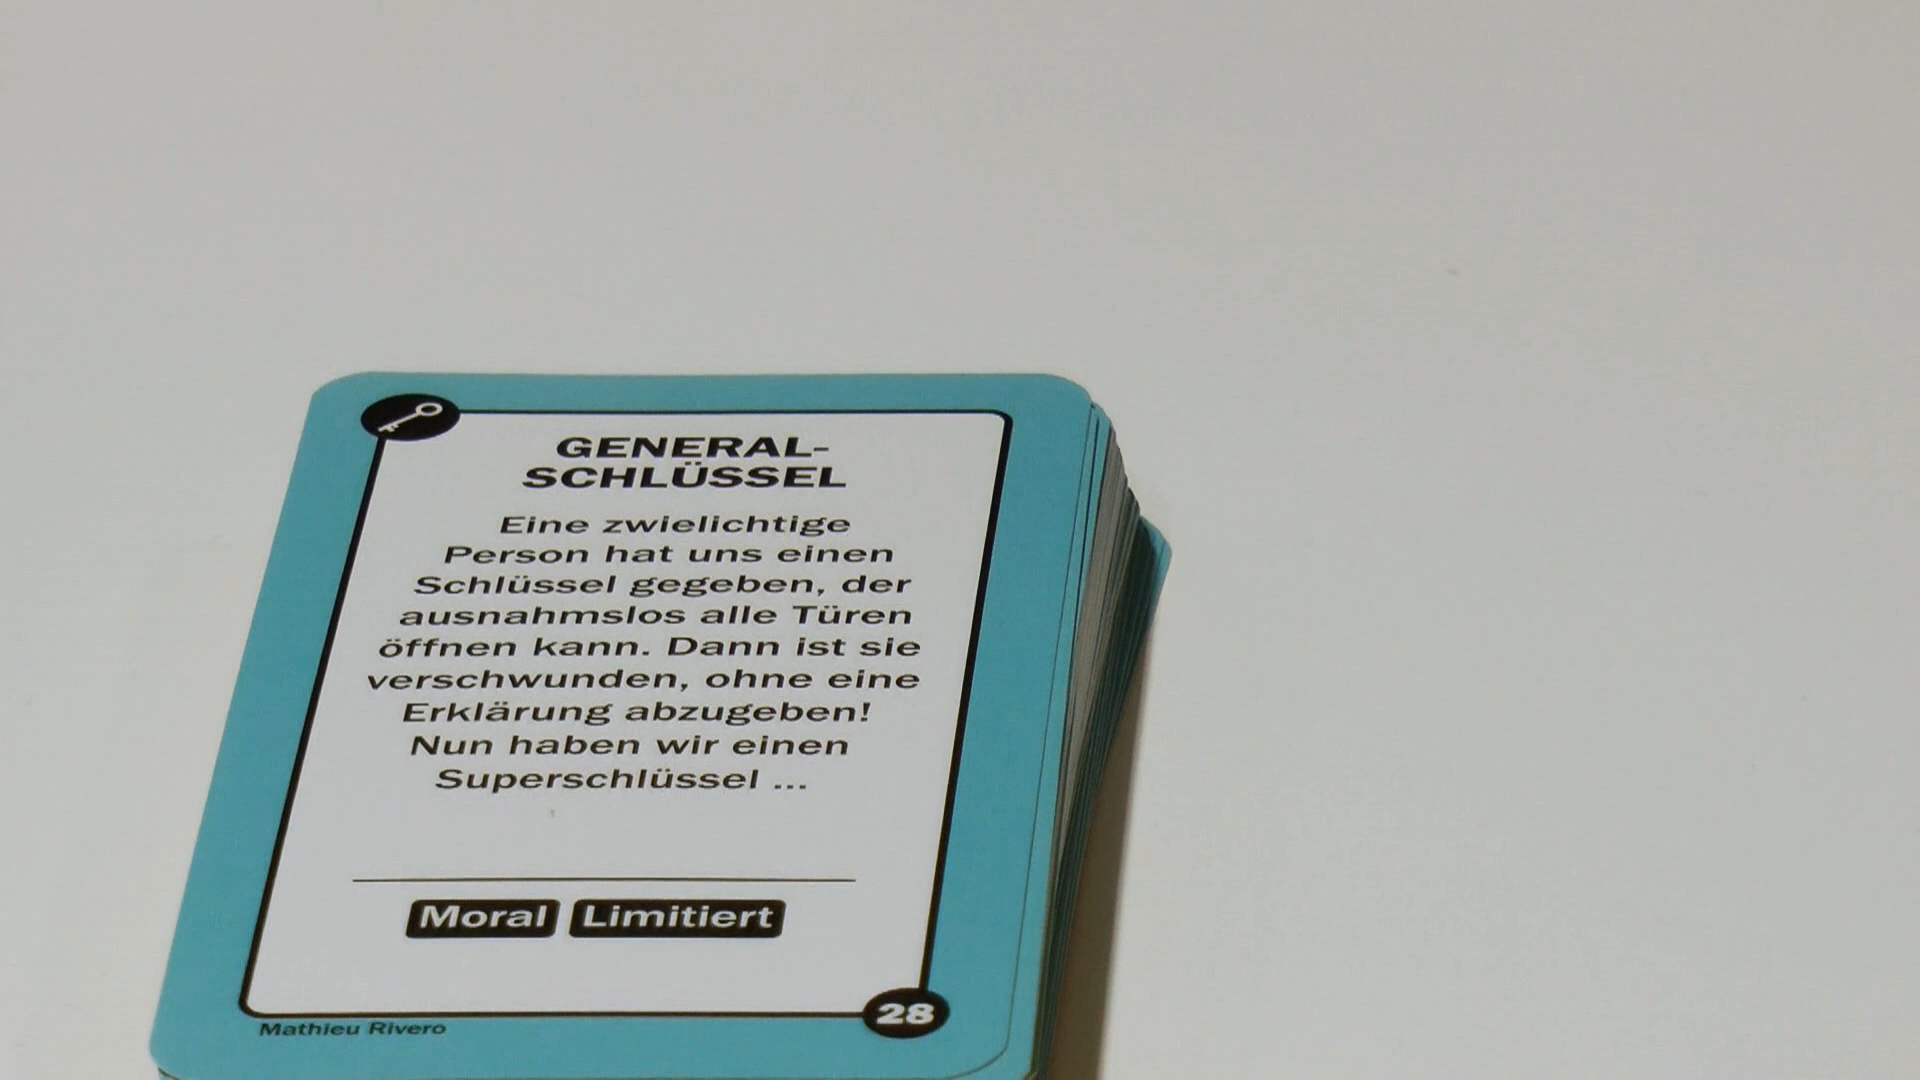 GENERAL-
SCHLÜSSEL
Eine zwielichtige
Person hat uns einen
Schlüssel gegeben, der
ausnahmslos alle Türen
öffnen kann. Dann ist sie
verschwunden, ohne eine
Erklärung abzugeben!
Nun haben wir einen
Superschlüssel ...
Moral Limitiert
28
Mathieu Rivero